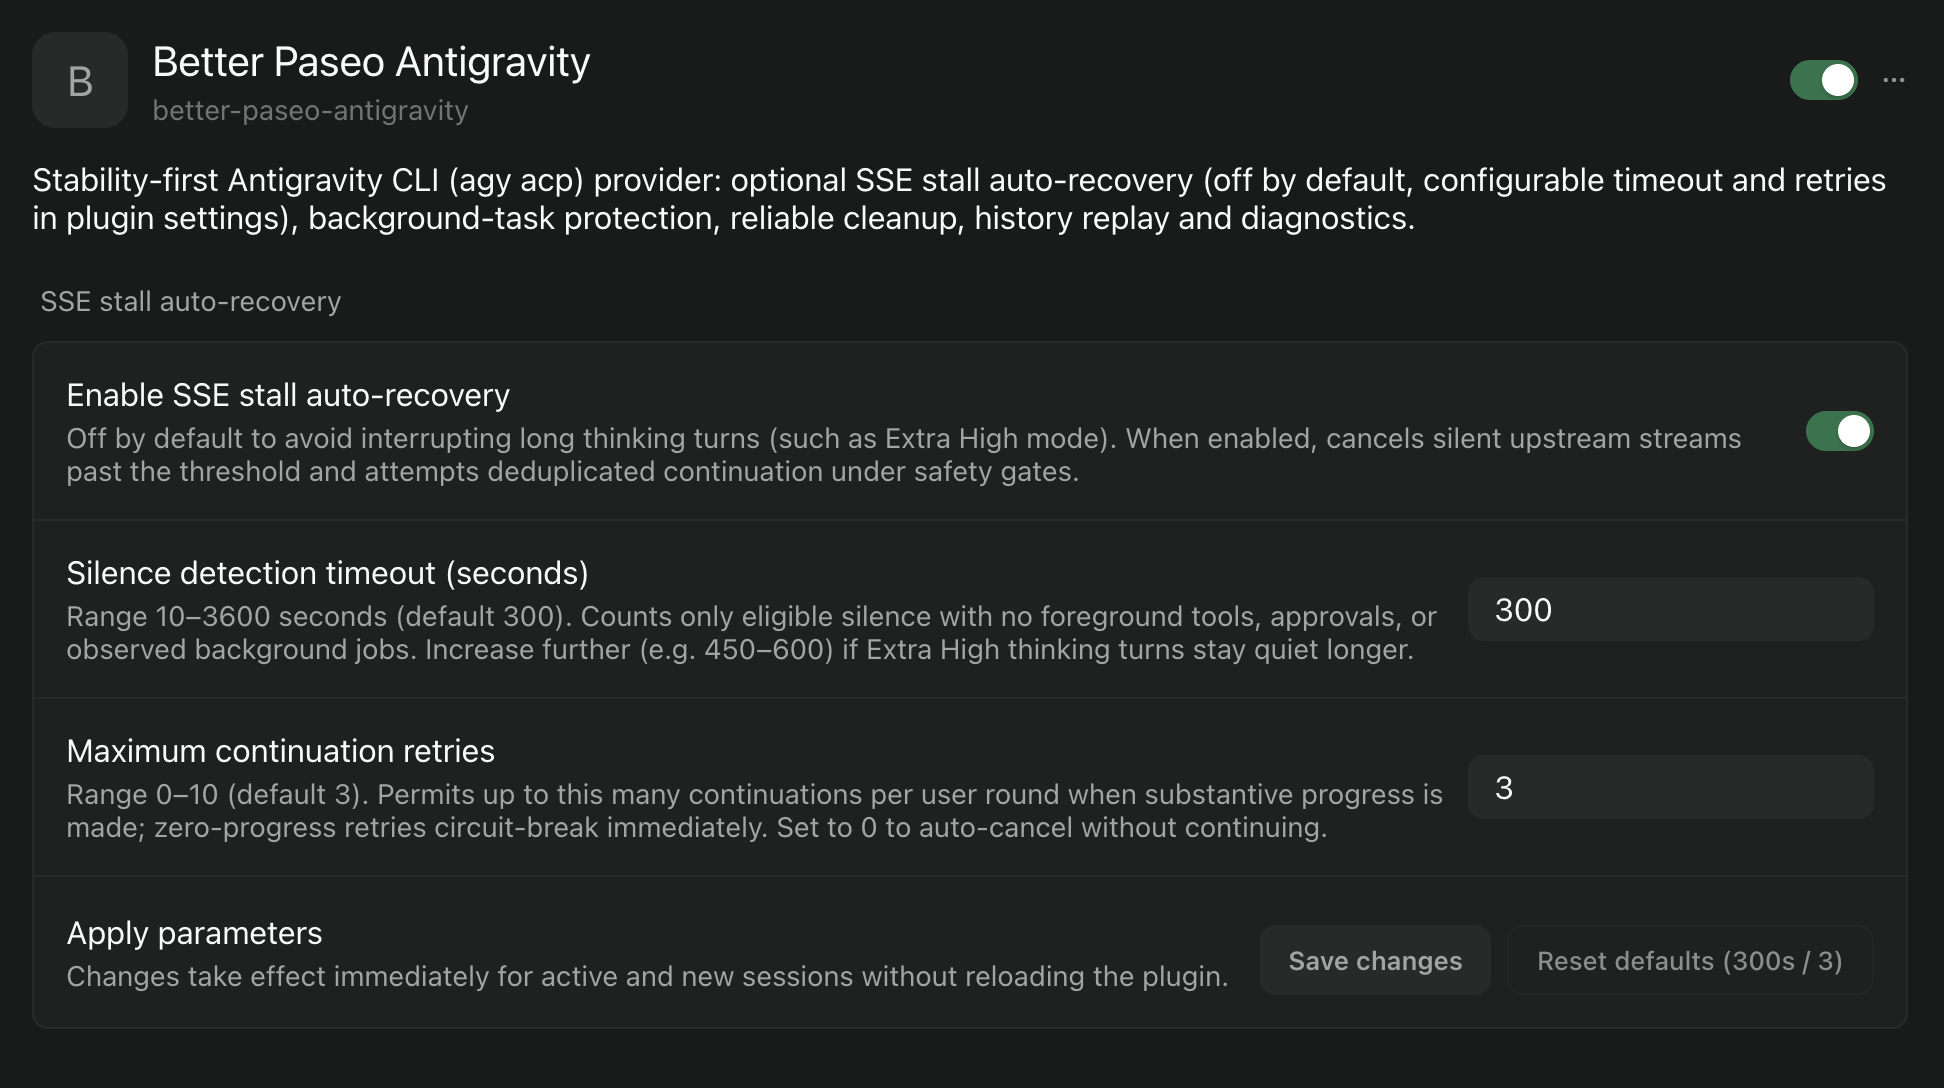 B
Better Paseo Antigravity
better-paseo-antigravity
Stability-first Antigravity CLI (agy acp) provider: optional SSE stall auto-recovery (off by default, configurable timeout and retries
in plugin settings), background-task protection, reliable cleanup, history replay and diagnostics.
SSE stall auto-recovery
Enable SSE stall auto-recovery
Off by default to avoid interrupting long thinking turns (such as Extra High mode). When enabled, cancels silent upstream streams
past the threshold and attempts deduplicated continuation under safety gates.
Silence detection timeout (seconds)
Range 10–3600 seconds (default 300). Counts only eligible silence with no foreground tools, approvals, or
observed background jobs. Increase further (e.g. 450–600) if Extra High thinking turns stay quiet longer.
300
Maximum continuation retries
Range 0–10 (default 3). Permits up to this many continuations per user round when substantive progress is
made; zero-progress retries circuit-break immediately. Set to 0 to auto-cancel without continuing.
3
Apply parameters
Changes take effect immediately for active and new sessions without reloading the plugin.
Save changes
Reset defaults (300s / 3)